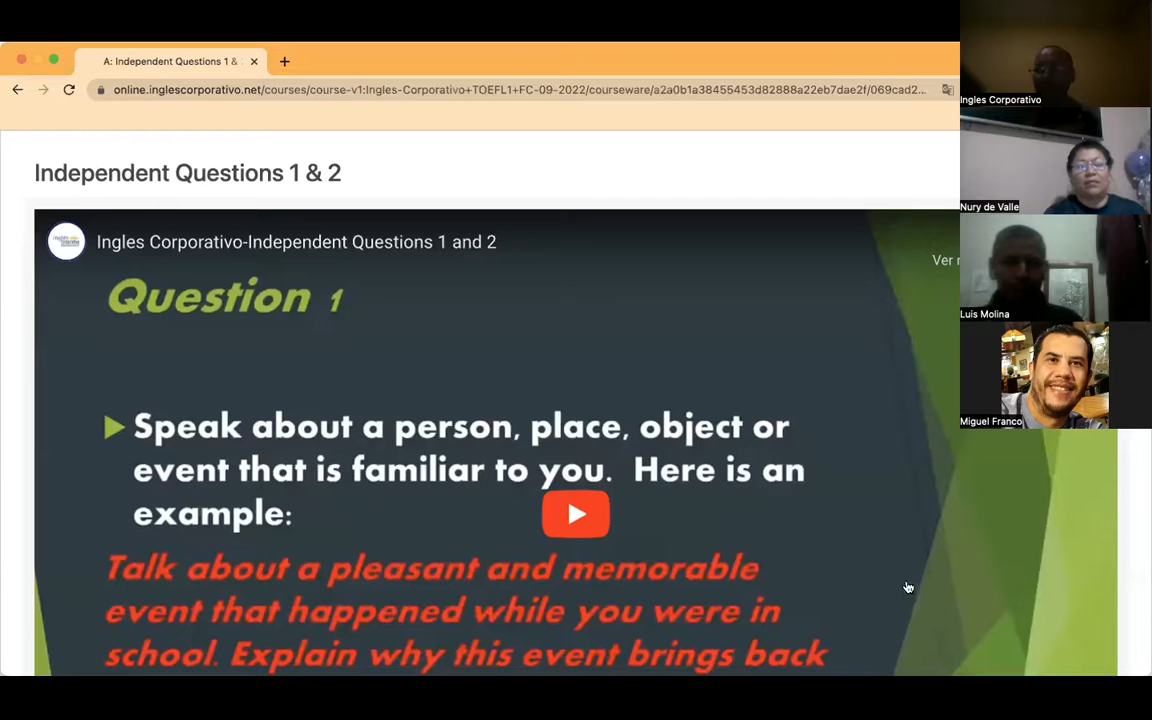 A: Independent Questions 1 &
online.inglescorporativo.net/courses/course-v1:Ingles-Corporativo+TOEFL1+FC-09-2022/courseware/a2a0b1a38455453d82888a22eb7dae2f/069cad2...
Ingles Corporativo
Independent Questions 1 & 2
Nury de Valle
Ingles Corporativo-Independent Questions 1 and 2
Ver
Question 1
Luis Molina
Speak about a person, place, object or
event that is familiar to you. Here is an
example:
Miguel Franco
Talk about a pleasant and memorable
event that happened while you were in
school. Explain why this event brings back